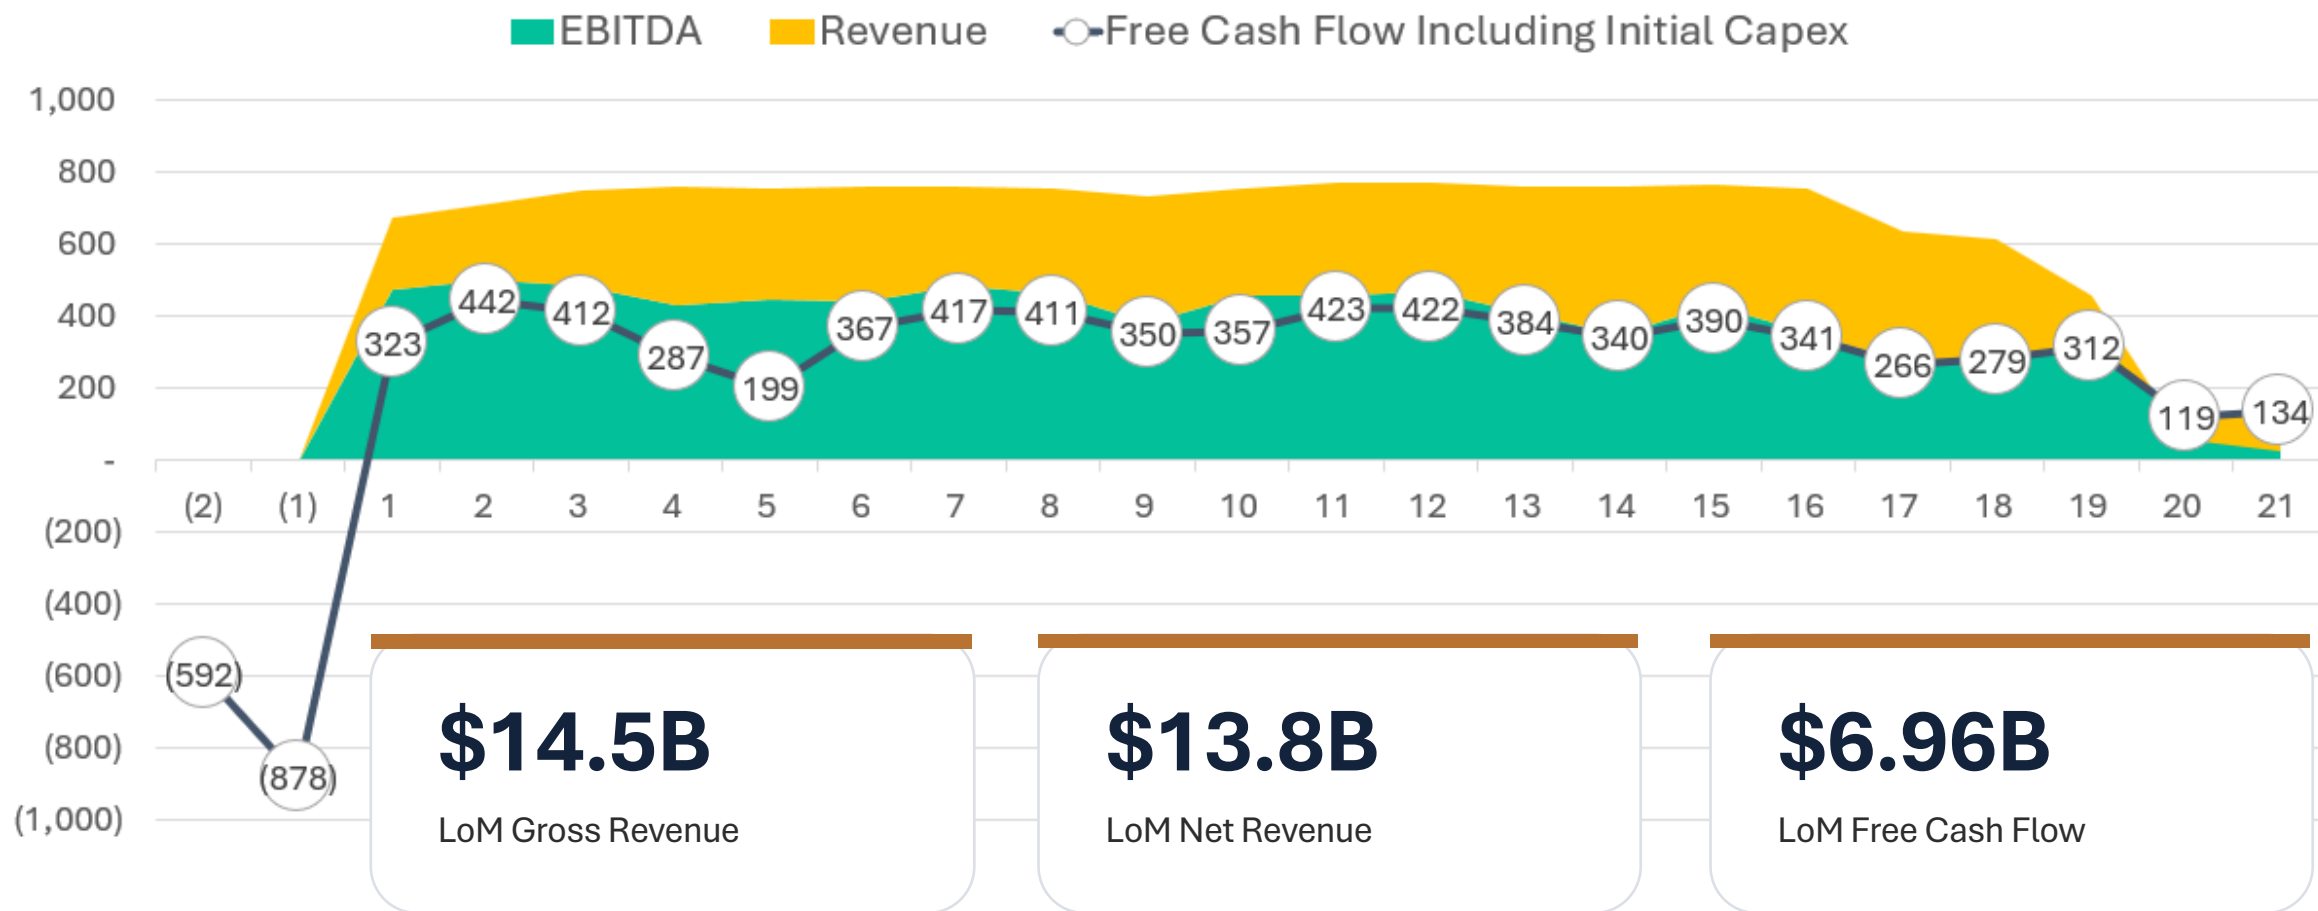 EBITDA Revenue Free Cash Flow Including Initial Capex
1,000
800
600
400
200
-
(200)
(400)
(600)
(800)
(1,000)
(592) (878) 323 442 412 287 199 367 417 411 350 357 423 422 384 340 390 341 266 279 312 119 134
(2) (1) 1 2 3 4 5 6 7 8 9 10 11 12 13 14 15 16 17 18 19 20 21
$14.5B
LoM Gross Revenue
$13.8B
LoM Net Revenue
$6.96B
LoM Free Cash Flow